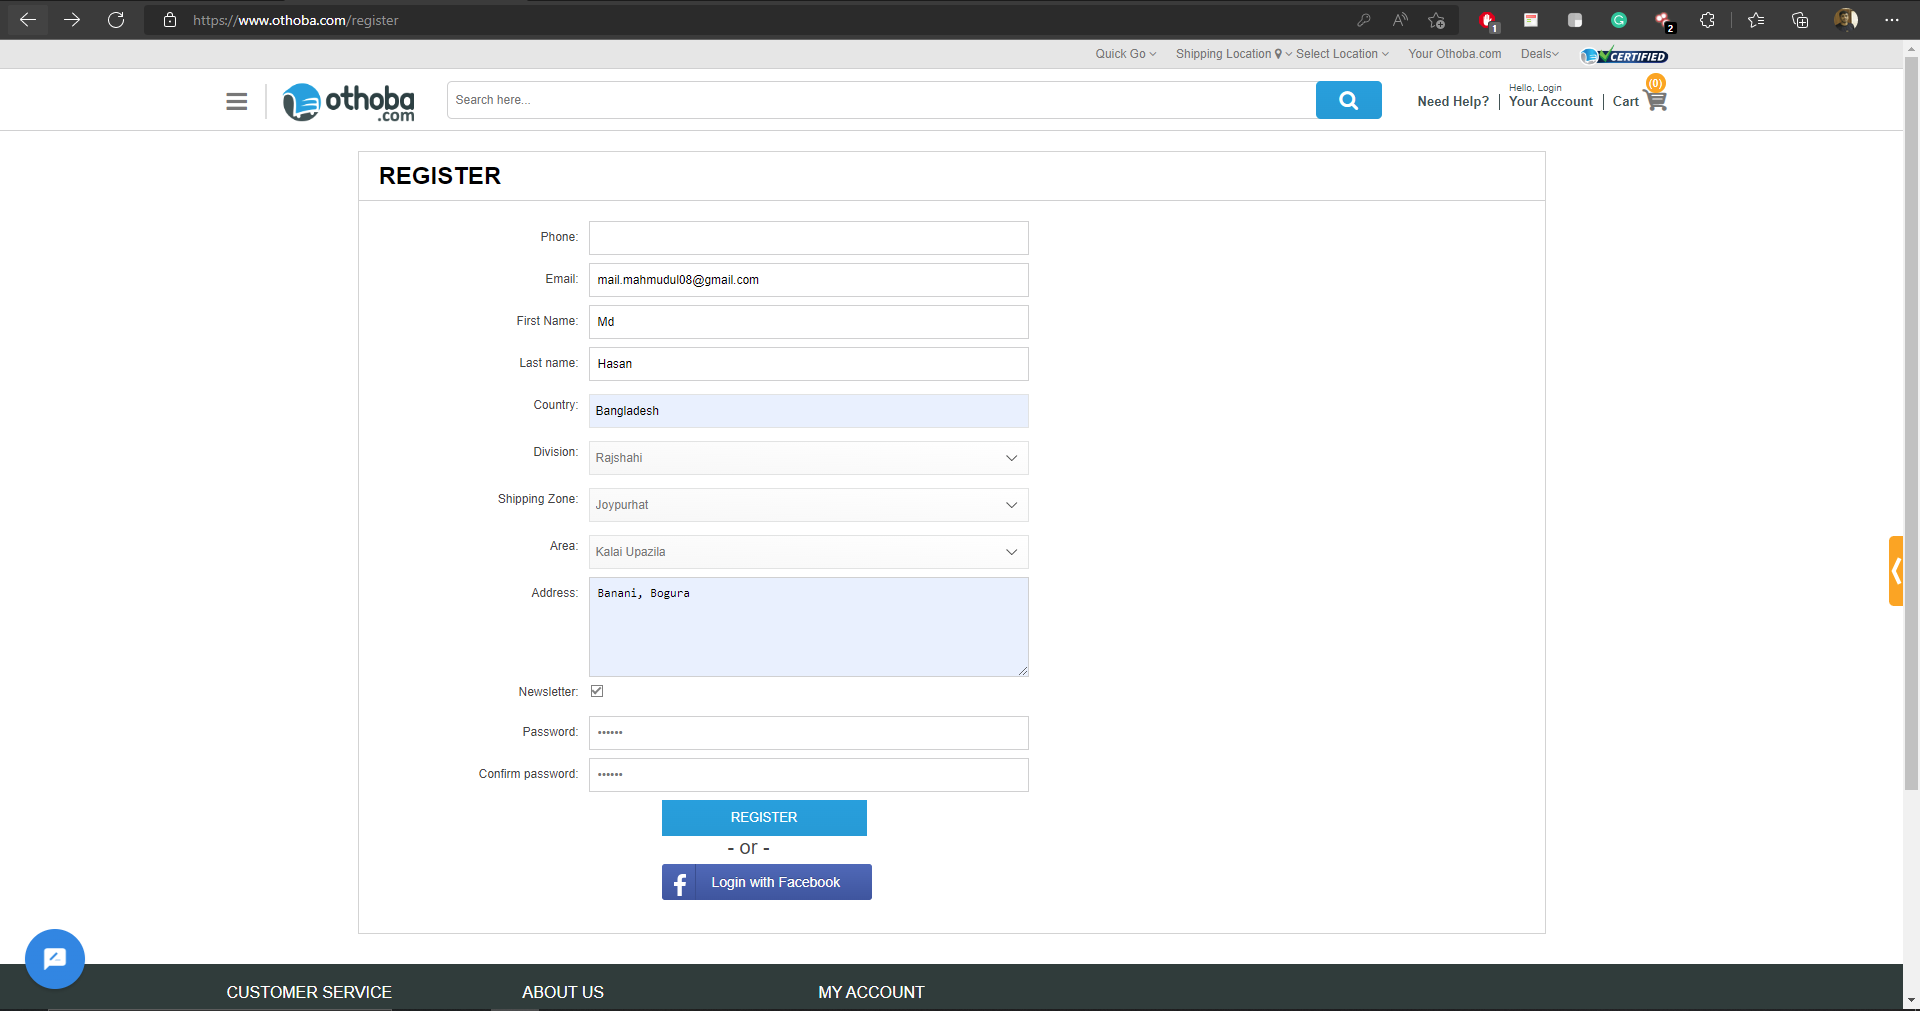 https://www.othoba.com/register
1
2
Quick Go
Shipping Location
Select Location
Your Othoba.com
Deals
CERTIFIED
othoba
.com
Search here...
Need Help?
Hello, Login
Your Account
Cart
(0)
REGISTER
Phone:
Email: mail.mahmudul08@gmail.com
First Name: Md
Last name: Hasan
Country: Bangladesh
Division: Rajshahi
Shipping Zone: Joypurhat
Area: Kalai Upazila
Address: Banani, Bogura
Newsletter:
Password: ••••••
Confirm password: ••••••
REGISTER
- or -
Login with Facebook
CUSTOMER SERVICE
ABOUT US
MY ACCOUNT